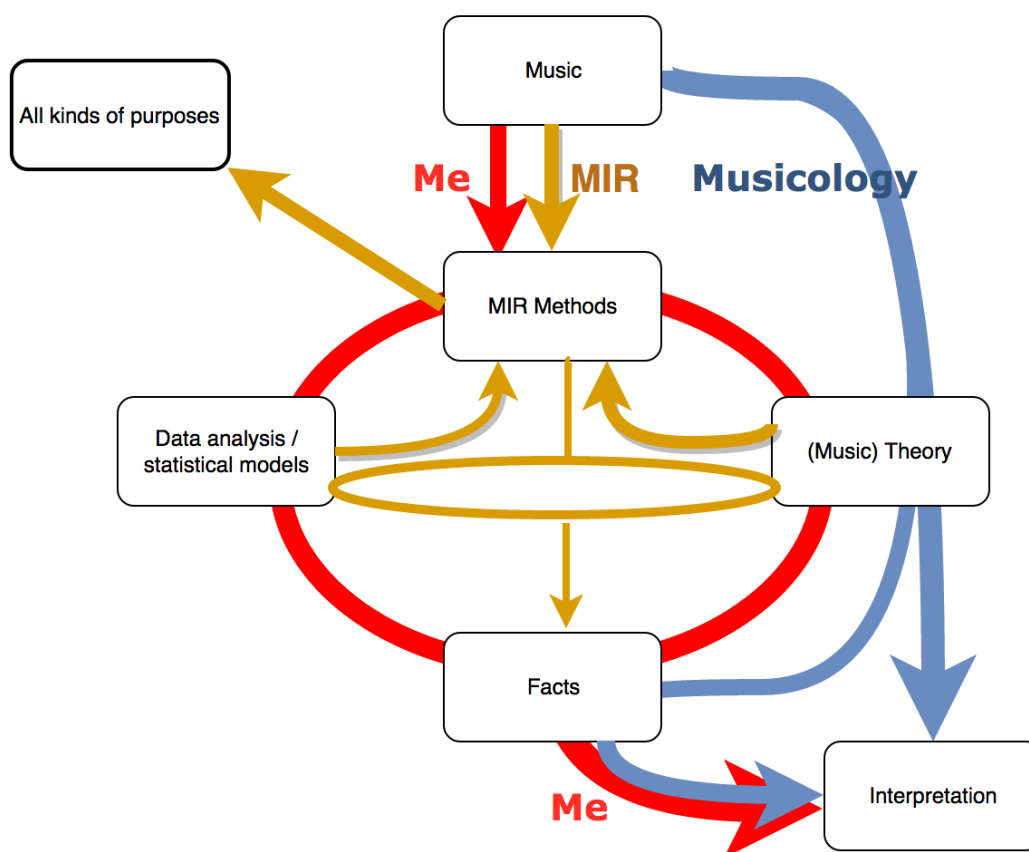 Music
All kinds of purposes
Me
MIR
Musicology
MIR Methods
Data analysis /
statistical models
(Music) Theory
Facts
Me
Interpretation